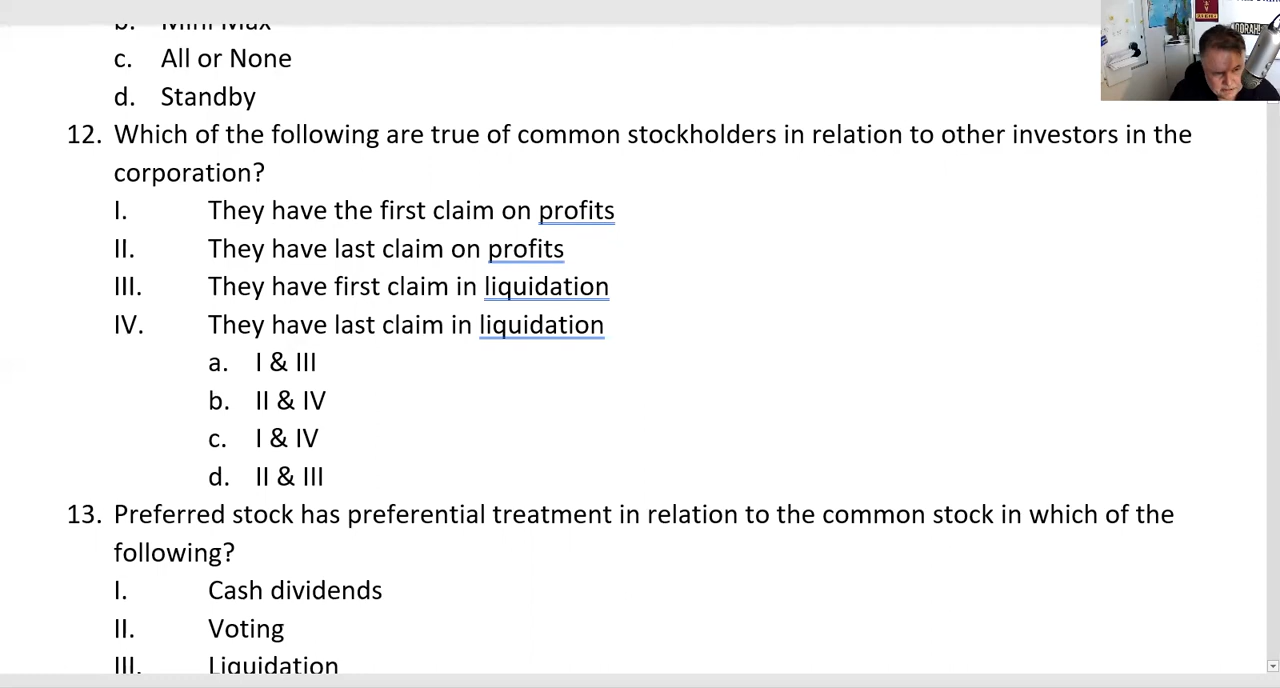 b. Mini Max
c. All or None
d. Standby
12. Which of the following are true of common stockholders in relation to other investors in the
corporation?
I. They have the first claim on profits
II. They have last claim on profits
III. They have first claim in liquidation
IV. They have last claim in liquidation
a. I & III
b. II & IV
c. I & IV
d. II & III
13. Preferred stock has preferential treatment in relation to the common stock in which of the
following?
I. Cash dividends
II. Voting
III. Liquidation